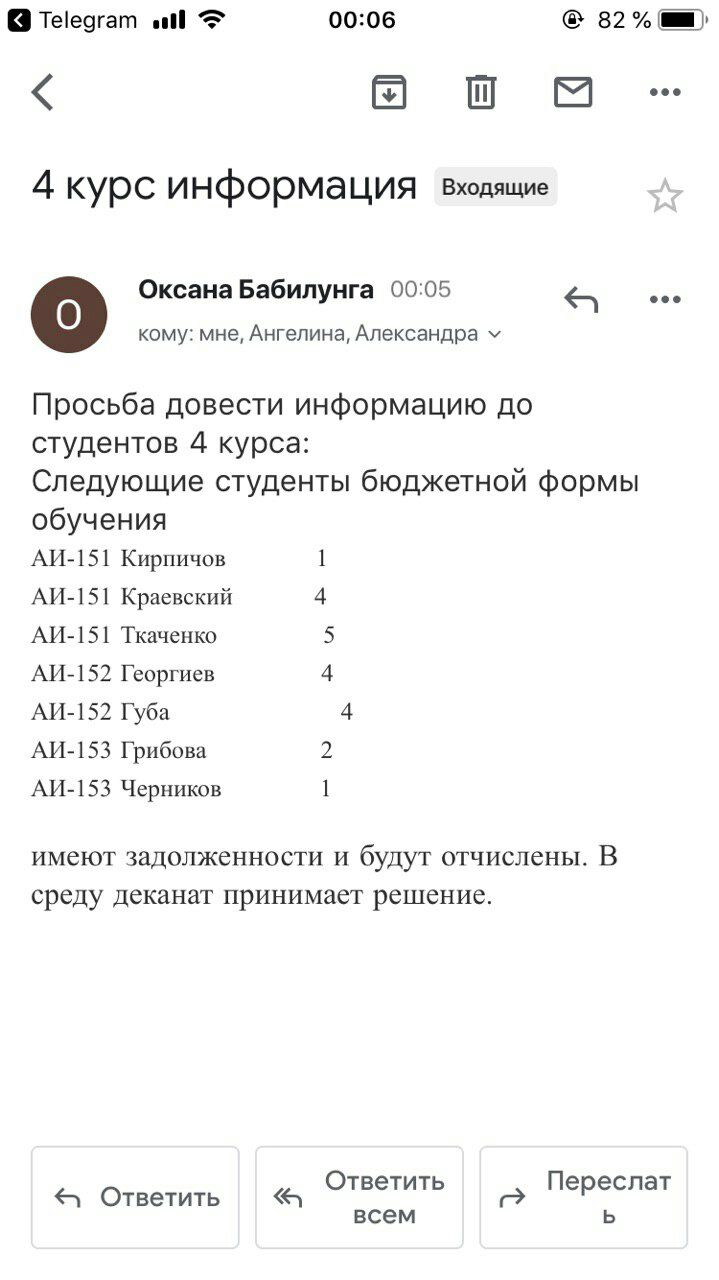 Telegram 00:06 82 %
4 курс информация Входящие
О Оксана Бабилунга 00:05
кому: мне, Ангелина, Александра
Просьба довести информацию до
студентов 4 курса:
Следующие студенты бюджетной формы
обучения
АИ-151 Кирпичов 1
АИ-151 Краевский 4
АИ-151 Ткаченко 5
АИ-152 Георгиев 4
АИ-152 Губа 4
АИ-153 Грибова 2
АИ-153 Черников 1
имеют задолженности и будут отчислены. В
среду деканат принимает решение.
Ответить
Ответить
всем
Переслат
ь